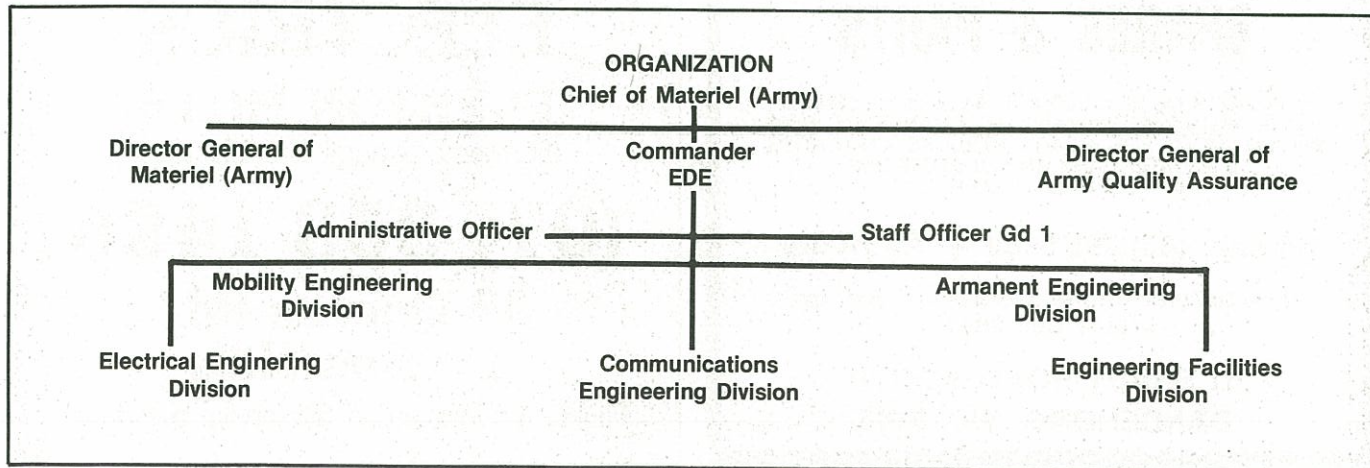 ORGANIZATION
Chief of Materiel (Army)
Director General of
Materiel (Army)
Commander
EDE
Director General of
Army Quality Assurance
Administrative Officer
Staff Officer Gd 1
Mobility Engineering
Division
Armanent Engineering
Division
Electrical Enginering
Division
Communications
Engineering Division
Engineering Facilities
Division